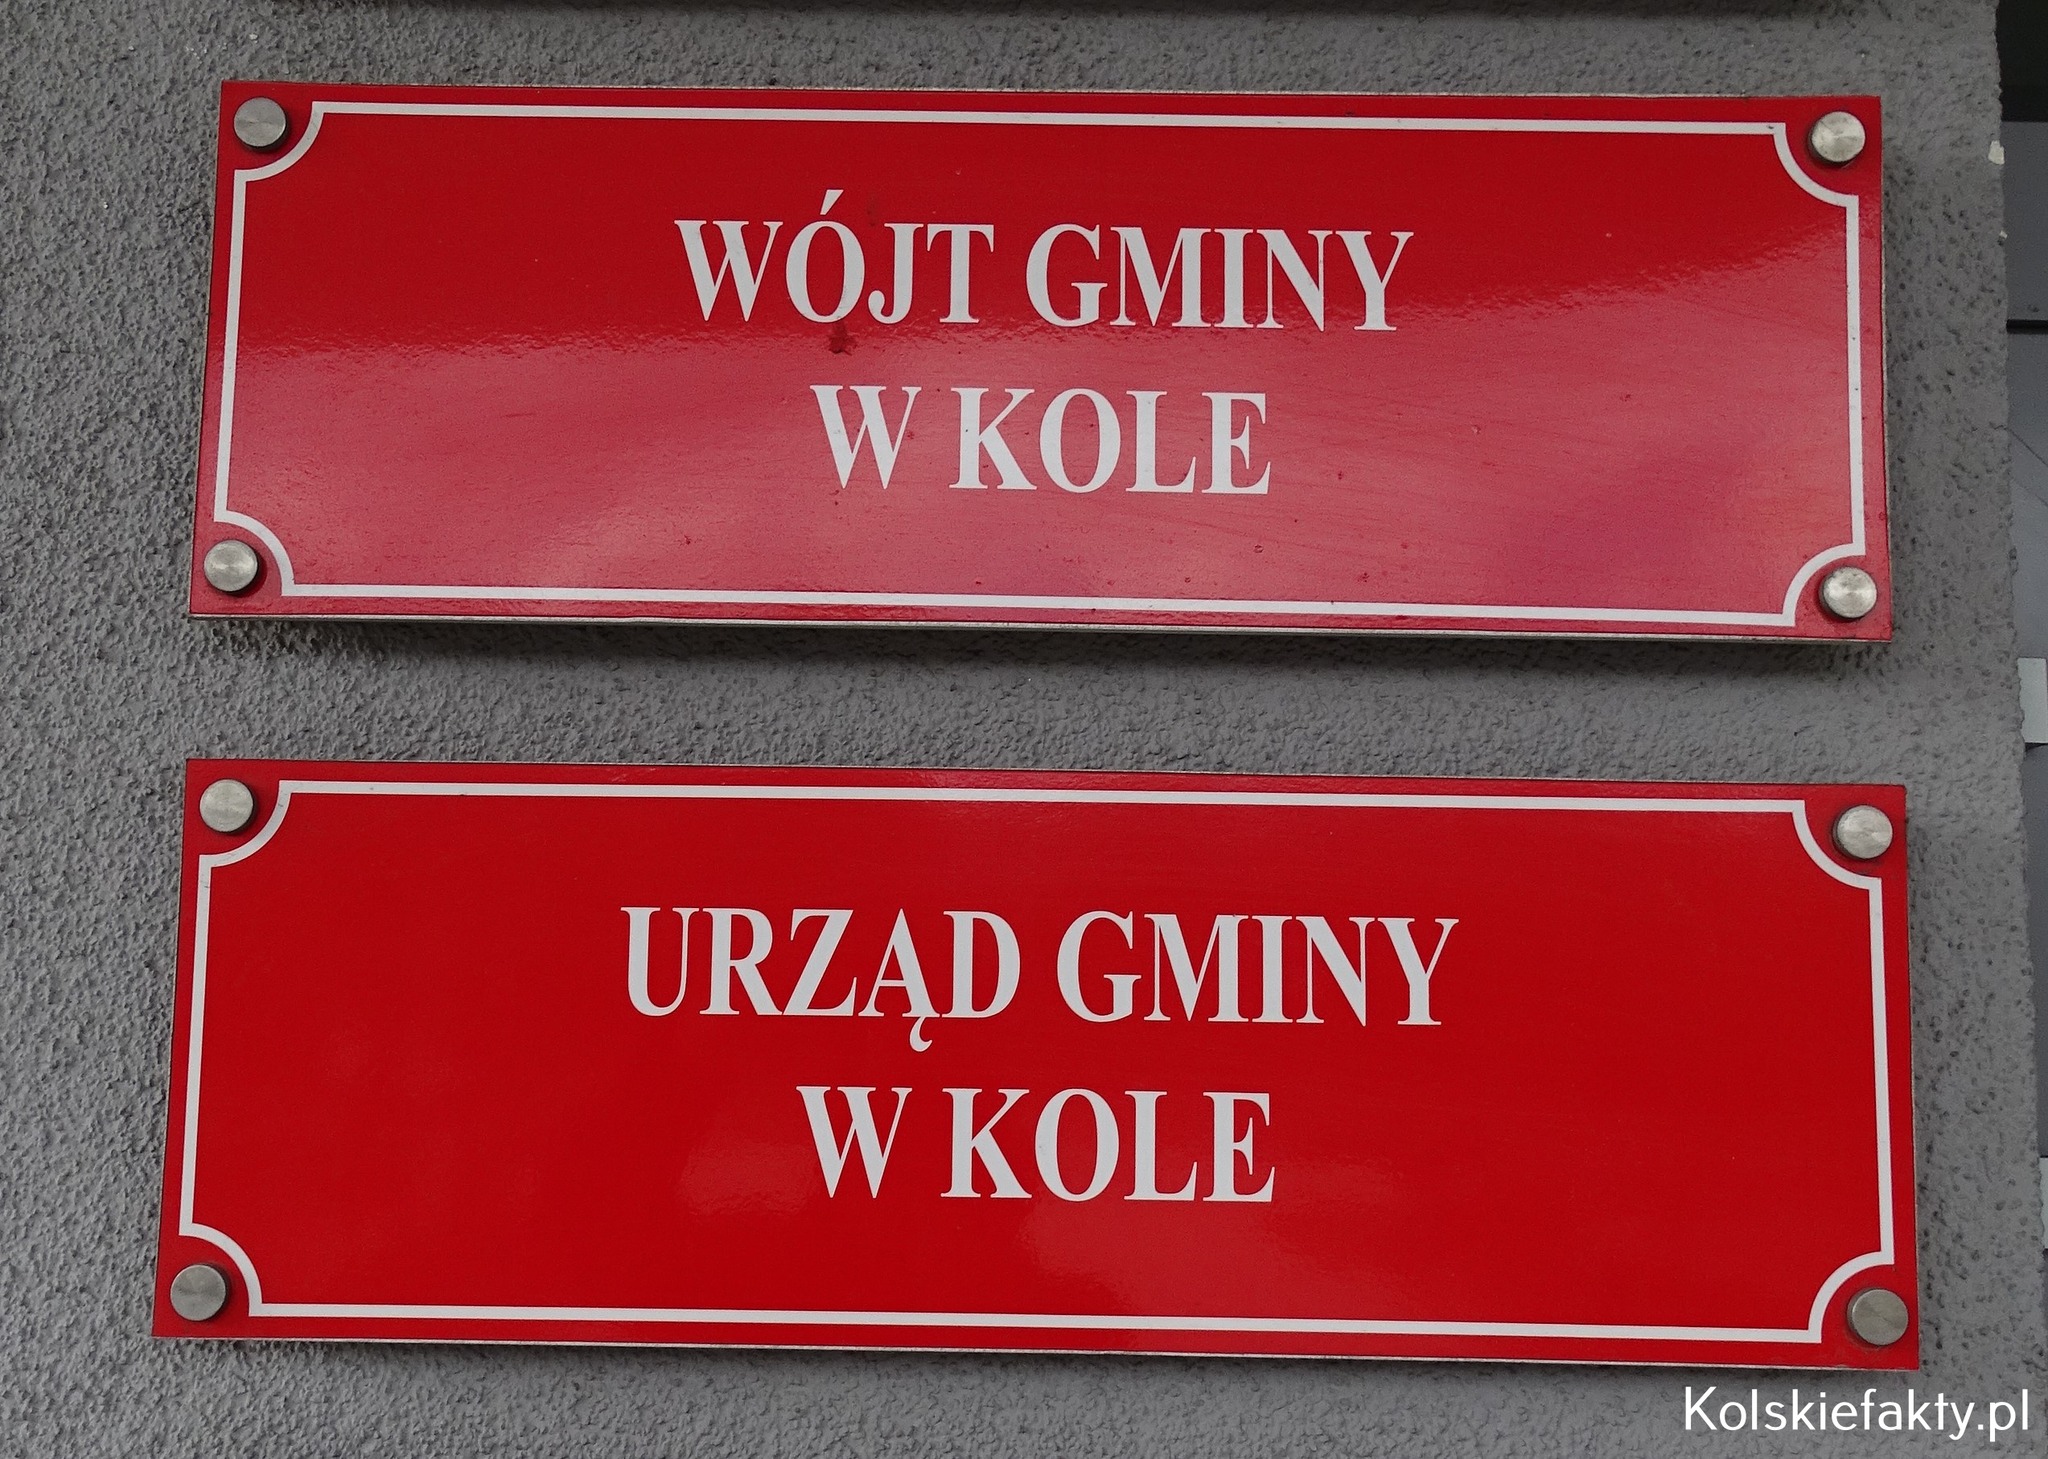 WÓJT GMINY
W KOLE
URZĄD GMINY
W KOLE
Kolskiefakty.pl